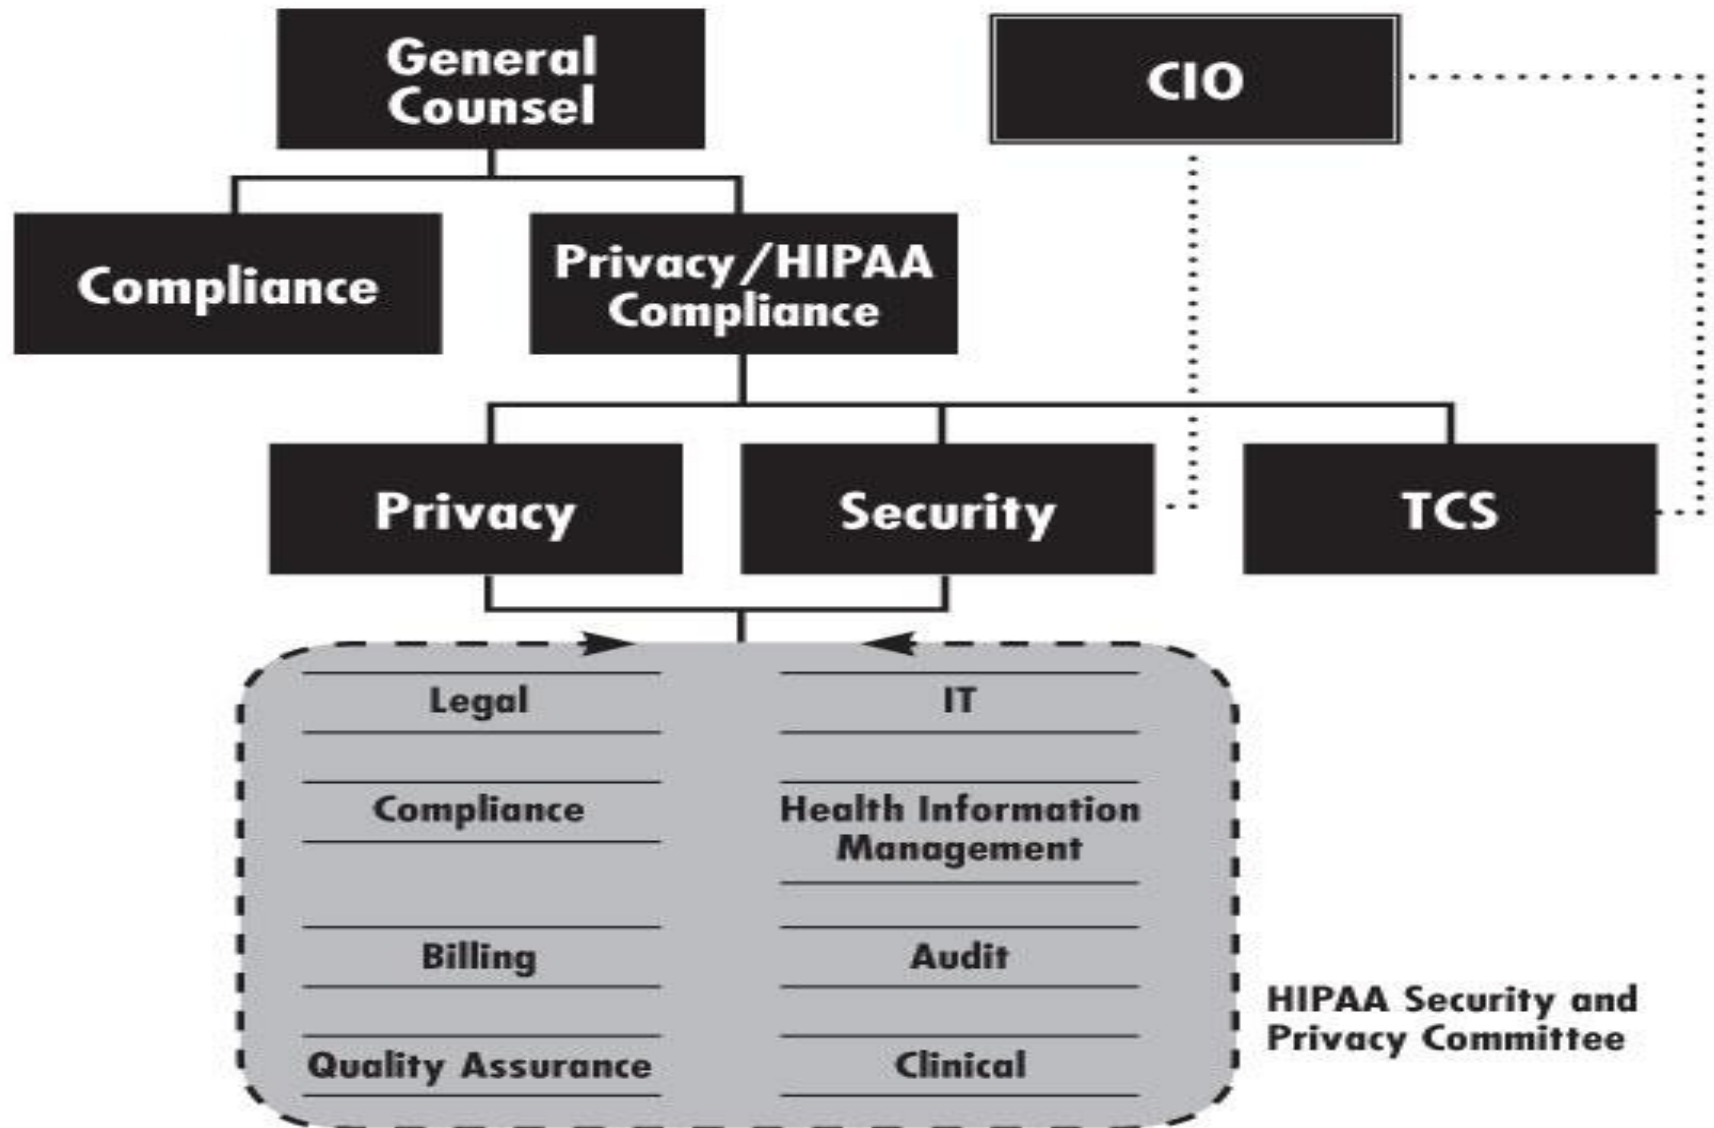 General
Counsel
CIO
Compliance
Privacy/HIPAA
Compliance
Privacy
Security
TCS
Legal
IT
Compliance
Health Information
Management
Billing
Audit
HIPAA Security and
Privacy Committee
Quality Assurance
Clinical